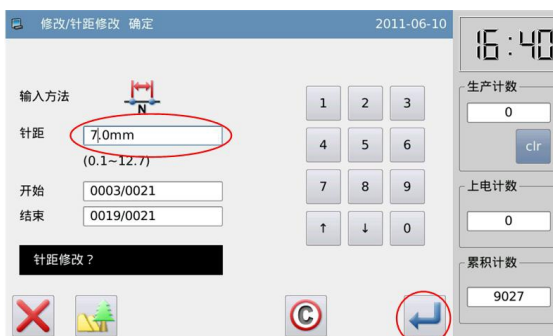 修改/针距修改 确定 2011-06-10
16:40
输入方法 N
针距 7.0mm
(0.1~12.7)
开始 0003/0021
结束 0019/0021
针距修改？
1 2 3
4 5 6
7 8 9
↑ ↓ 0
C
生产计数
0
clr
上电计数
0
累积计数
9027